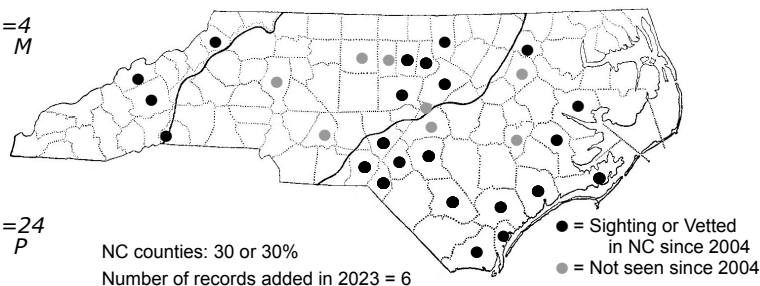 =4
M
=24
P
NC counties: 30 or 30%
Number of records added in 2023 = 6
= Sighting or Vetted
in NC since 2004
= Not seen since 2004